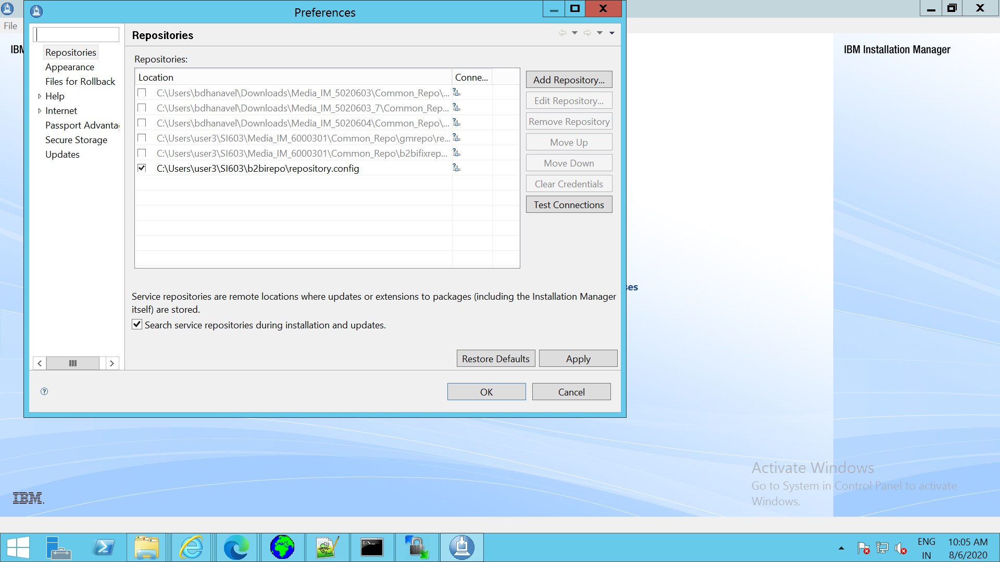 Preferences
File
IBM
Repositories
Appearance
Files for Rollback
Help
Internet
Passport Advanta
Secure Storage
Updates
Repositories
Repositories:
Location Conne...
C:\Users\bdhanavel\Downloads\Media_IM_5020603\Common_Repo\...
C:\Users\bdhanavel\Downloads\Media_IM_5020603_7\Common_Rep...
C:\Users\bdhanavel\Downloads\Media_IM_5020604\Common_Repo\...
C:\Users\user3\SI603\Media_IM_6000301\Common_Repo\gmrepo\re...
C:\Users\user3\SI603\Media_IM_6000301\Common_Repo\b2bifixrep...
C:\Users\user3\SI603\b2birepo\repository.config
Add Repository...
Edit Repository...
Remove Repository
Move Up
Move Down
Clear Credentials
Test Connections
Service repositories are remote locations where updates or extensions to packages (including the Installation Manager
itself) are stored.
Search service repositories during installation and updates.
Restore Defaults Apply
OK Cancel
IBM Installation Manager
es
Activate Windows
Go to System in Control Panel to activate
Windows.
IBM.
C:\_
ENG
IN
10:05 AM
8/6/2020